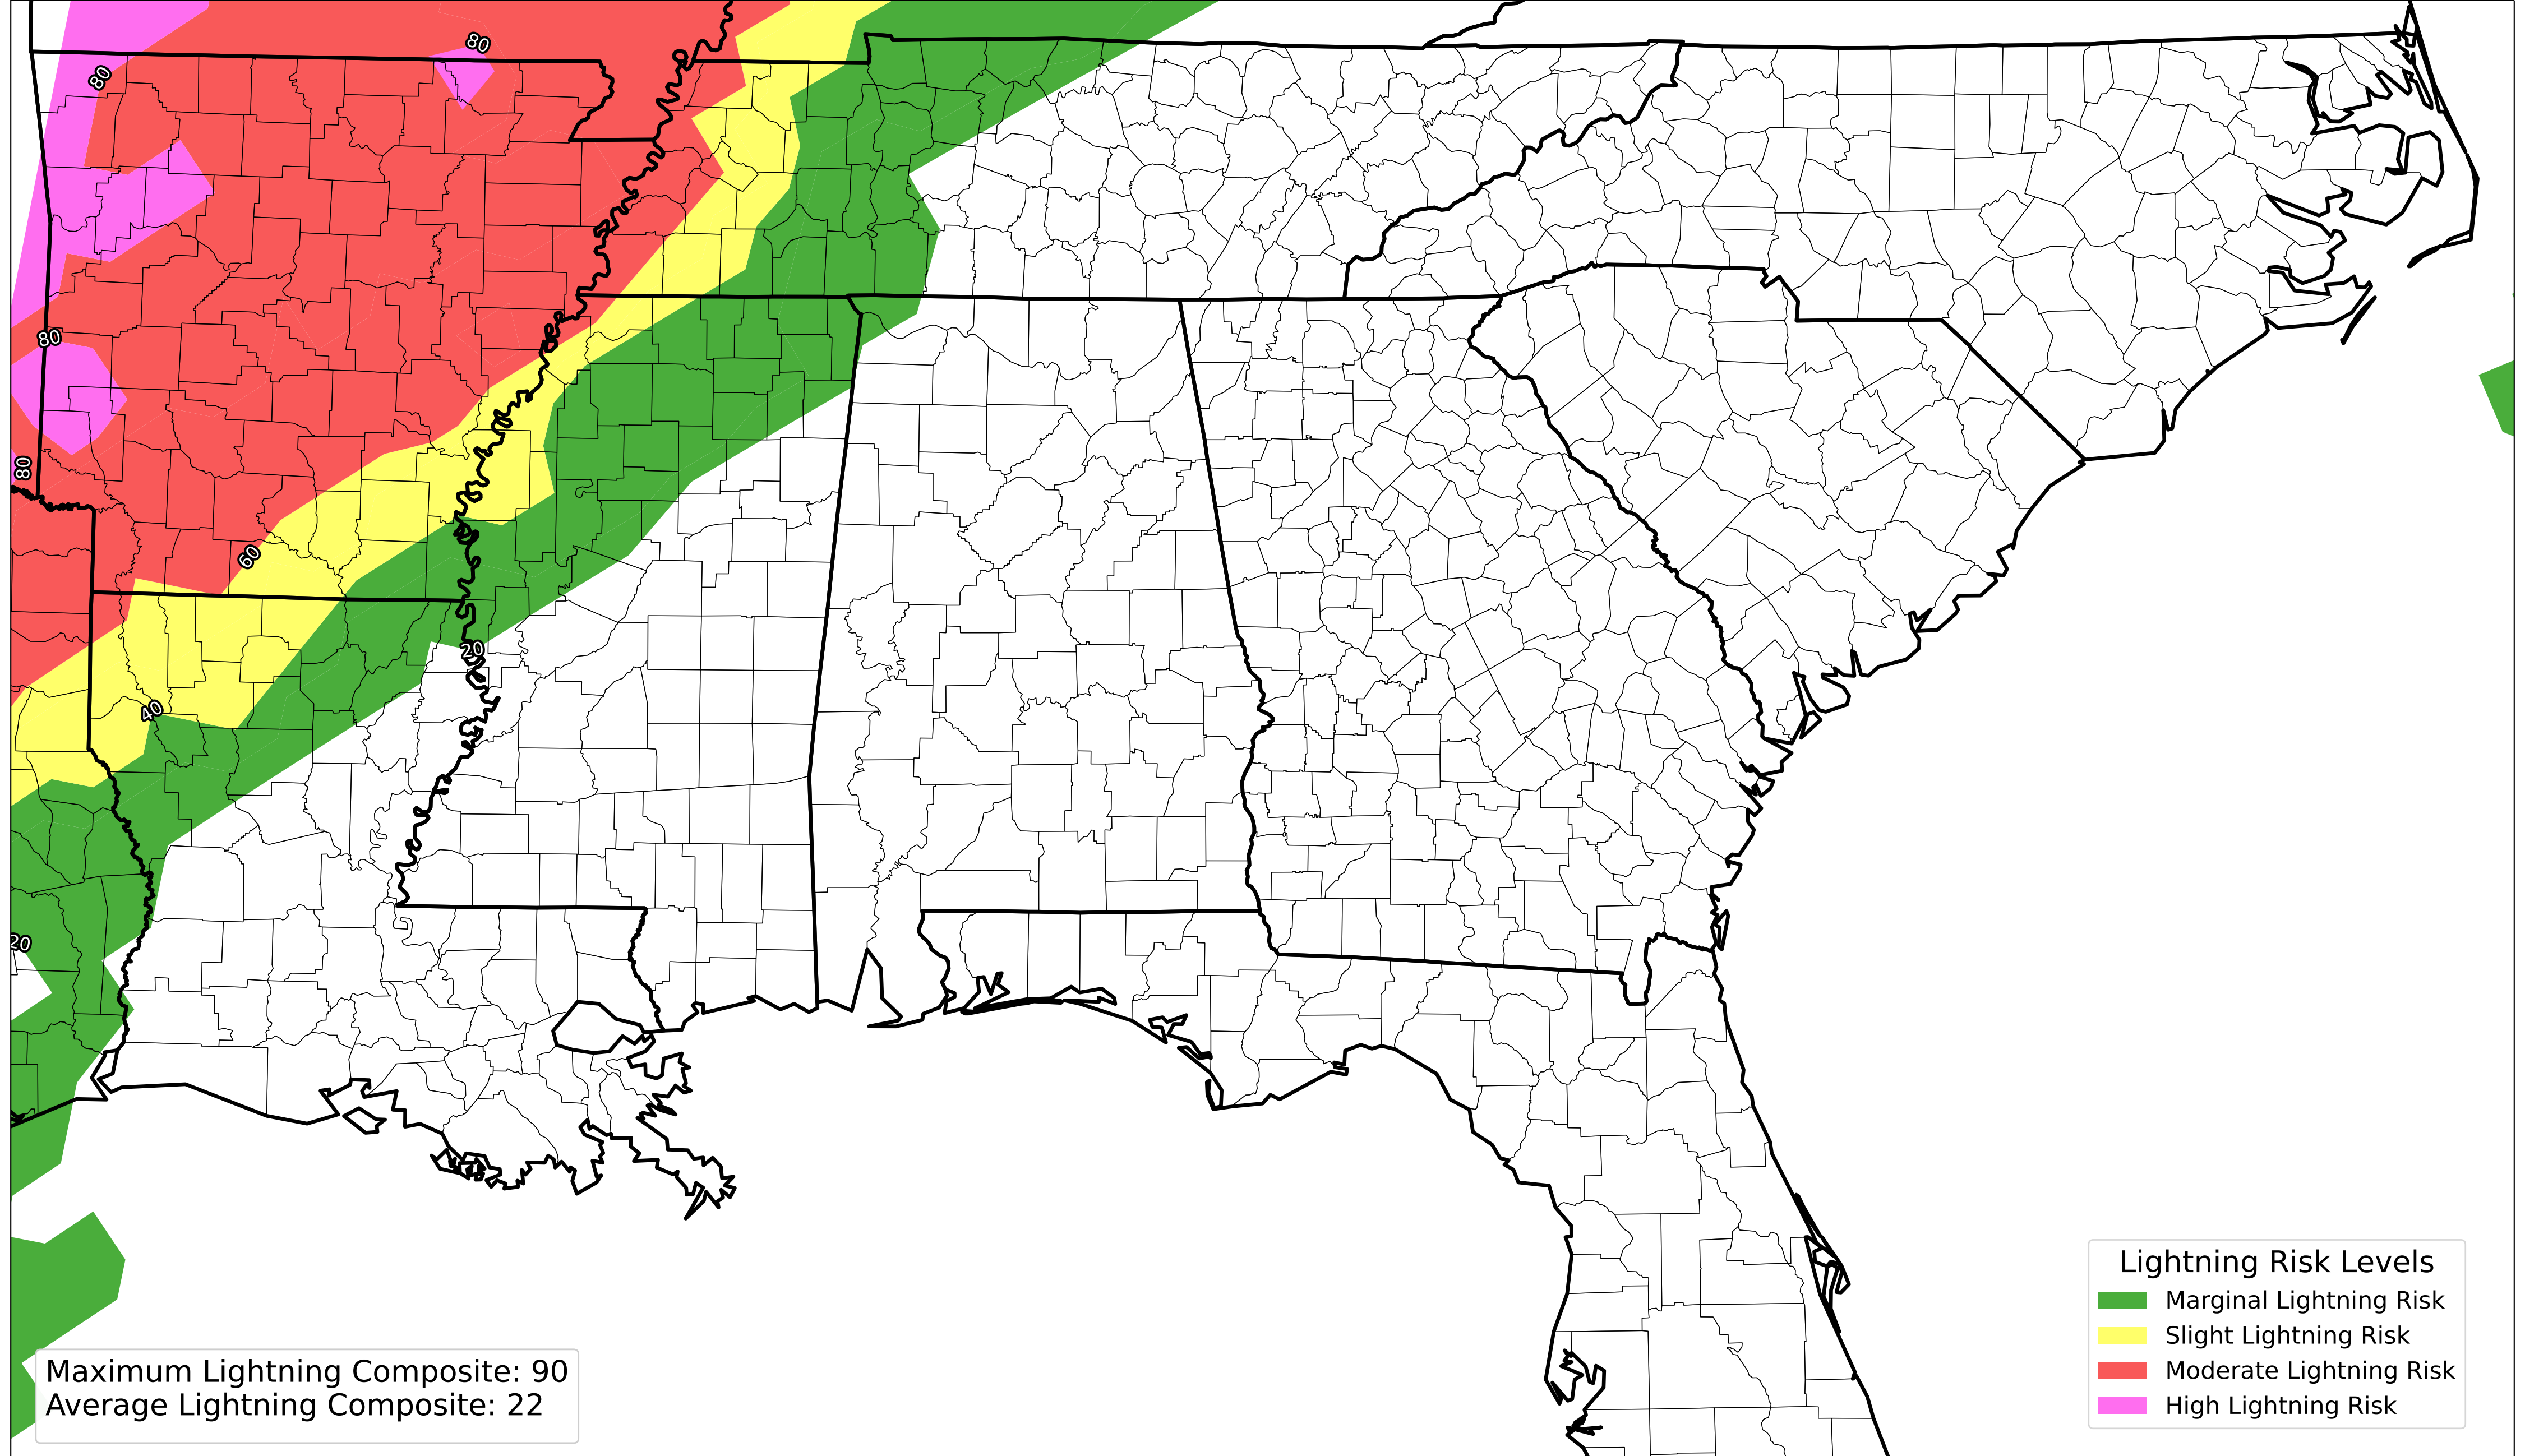 80
80
80
80
60
20
40
20
Maximum Lightning Composite: 90
Average Lightning Composite: 22
Lightning Risk Levels
Marginal Lightning Risk
Slight Lightning Risk
Moderate Lightning Risk
High Lightning Risk